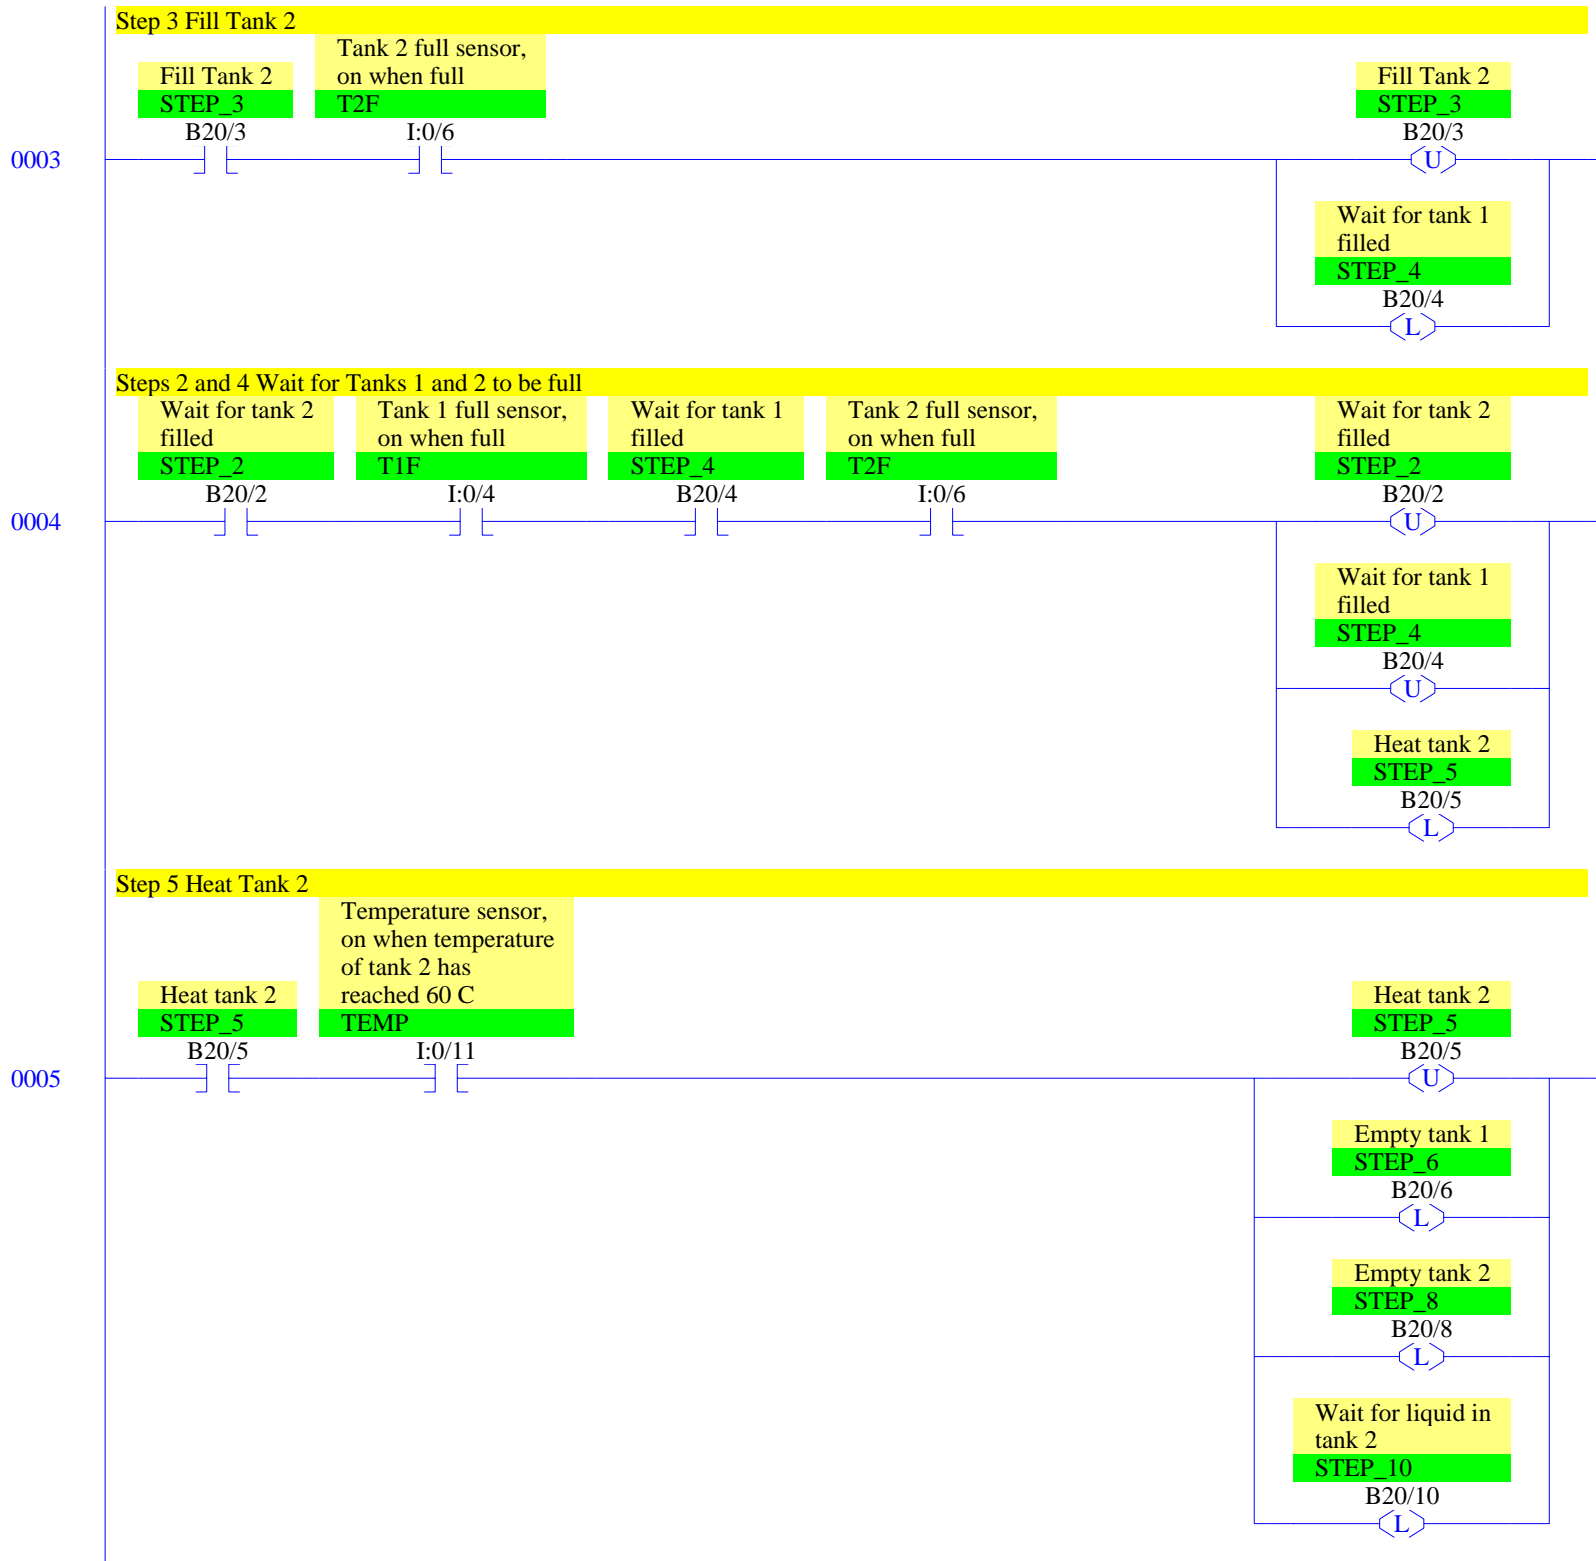 Step 3 Fill Tank 2
Fill Tank 2
STEP_3
B20/3
Tank 2 full sensor,
on when full
T2F
I:0/6
Fill Tank 2
STEP_3
B20/3
0003
U
Wait for tank 1
filled
STEP_4
B20/4
L
Steps 2 and 4 Wait for Tanks 1 and 2 to be full
Wait for tank 2
filled
STEP_2
B20/2
Tank 1 full sensor,
on when full
T1F
I:0/4
Wait for tank 1
filled
STEP_4
B20/4
Tank 2 full sensor,
on when full
T2F
I:0/6
Wait for tank 2
filled
STEP_2
B20/2
0004
U
Wait for tank 1
filled
STEP_4
B20/4
U
Heat tank 2
STEP_5
B20/5
L
Step 5 Heat Tank 2
Heat tank 2
STEP_5
B20/5
Temperature sensor,
on when temperature
of tank 2 has
reached 60 C
TEMP
I:0/11
Heat tank 2
STEP_5
B20/5
0005
U
Empty tank 1
STEP_6
B20/6
L
Empty tank 2
STEP_8
B20/8
L
Wait for liquid in
tank 2
STEP_10
B20/10
L